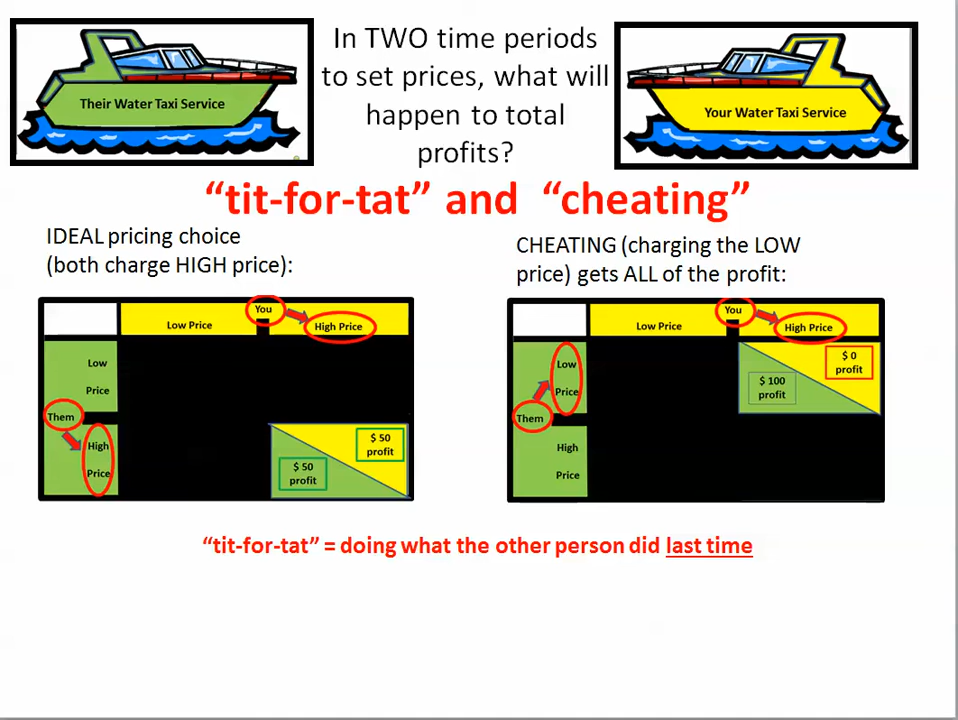 Their Water Taxi Service
In TWO time periods
to set prices, what will
happen to total
profits?
Your Water Taxi Service
“tit-for-tat” and “cheating”
IDEAL pricing choice
(both charge HIGH price):
You
Low Price
High Price
Low
Price
Them
High
Price
$ 50
profit
$ 50
profit
CHEATING (charging the LOW
price) gets ALL of the profit:
You
Low Price
High Price
Low
Price
Them
High
Price
$ 100
profit
$ 0
profit
“tit-for-tat” = doing what the other person did last time